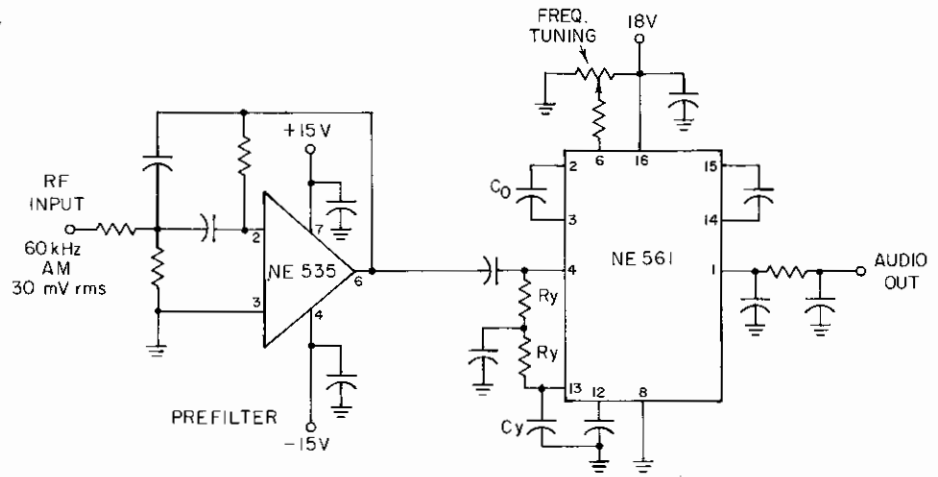 FREQ.
TUNING
18V
+15V
RF
INPUT
60 kHz
AM
30 mV rms
2
7
NE 535
6
3
4
PREFILTER
-15V
6
16
2
15
C0
3
14
4
NE 561
1
AUDIO
OUT
Ry
Ry
13
12
8
Cy